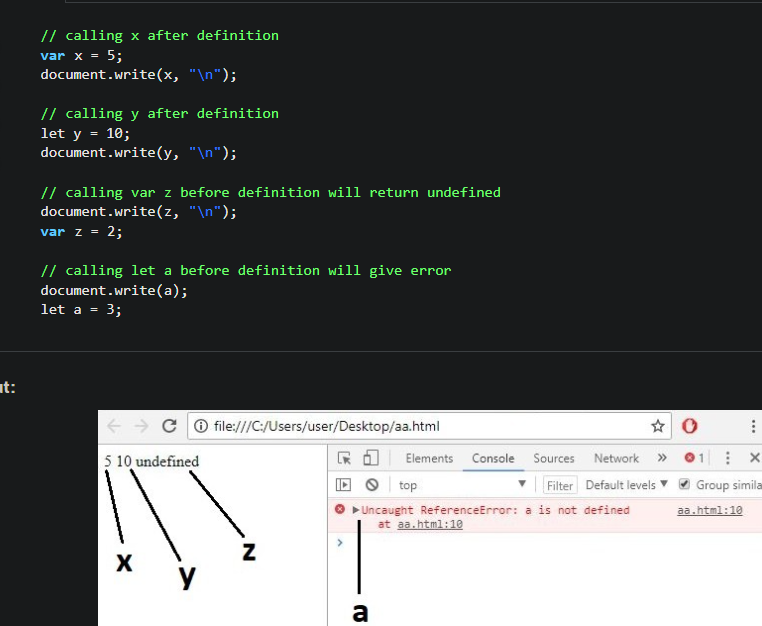 // calling x after definition
var x = 5;
document.write(x, "\n");
// calling y after definition
let y = 10;
document.write(y, "\n");
// calling var z before definition will return undefined
document.write(z, "\n");
var z = 2;
// calling let a before definition will give error
document.write(a);
let a = 3;
ut:
file:///C:/Users/user/Desktop/aa.html
5 10 undefined
Elements Console Sources Network » 1
top Filter Default levels Group simila
Uncaught ReferenceError: a is not defined aa.html:10
at aa.html:10
x
y
z
a